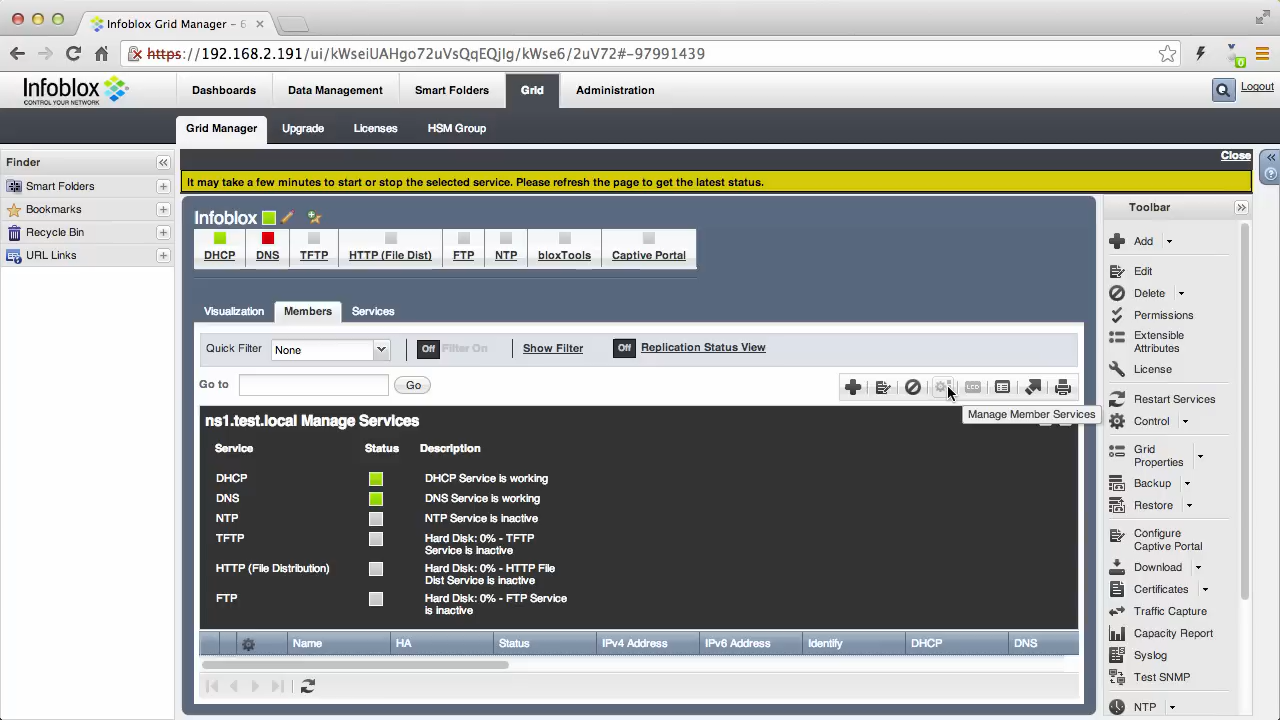 Infoblox Grid Manager - 6
https://192.168.2.191/ui/kWseiUAHgo72uVsQqEQjIg/kWse6/2uV72#-97991439
0
Infoblox
CONTROL YOUR NETWORK
Dashboards
Data Management
Smart Folders
Grid
Administration
Logout
Grid Manager
Upgrade
Licenses
HSM Group
Finder
Smart Folders
Bookmarks
Recycle Bin
URL Links
Close
It may take a few minutes to start or stop the selected service. Please refresh the page to get the latest status.
Infoblox
DHCP
DNS
TFTP
HTTP (File Dist)
FTP
NTP
bloxTools
Captive Portal
Visualization
Members
Services
Quick Filter
None
Off
Filter On
Show Filter
Off
Replication Status View
Go to
Go
LED
Manage Member Services
ns1.test.local Manage Services
Service Status Description
DHCP DHCP Service is working
DNS DNS Service is working
NTP NTP Service is inactive
TFTP Hard Disk: 0% - TFTP
Service is inactive
HTTP (File Distribution) Hard Disk: 0% - HTTP File
Dist Service is inactive
FTP Hard Disk: 0% - FTP Service
is inactive
Name HA Status IPv4 Address IPv6 Address Identify DHCP DNS
Toolbar
Add
Edit
Delete
Permissions
Extensible
Attributes
License
Restart Services
Control
Grid
Properties
Backup
Restore
Configure
Captive Portal
Download
Certificates
Traffic Capture
Capacity Report
Syslog
Test SNMP
NTP